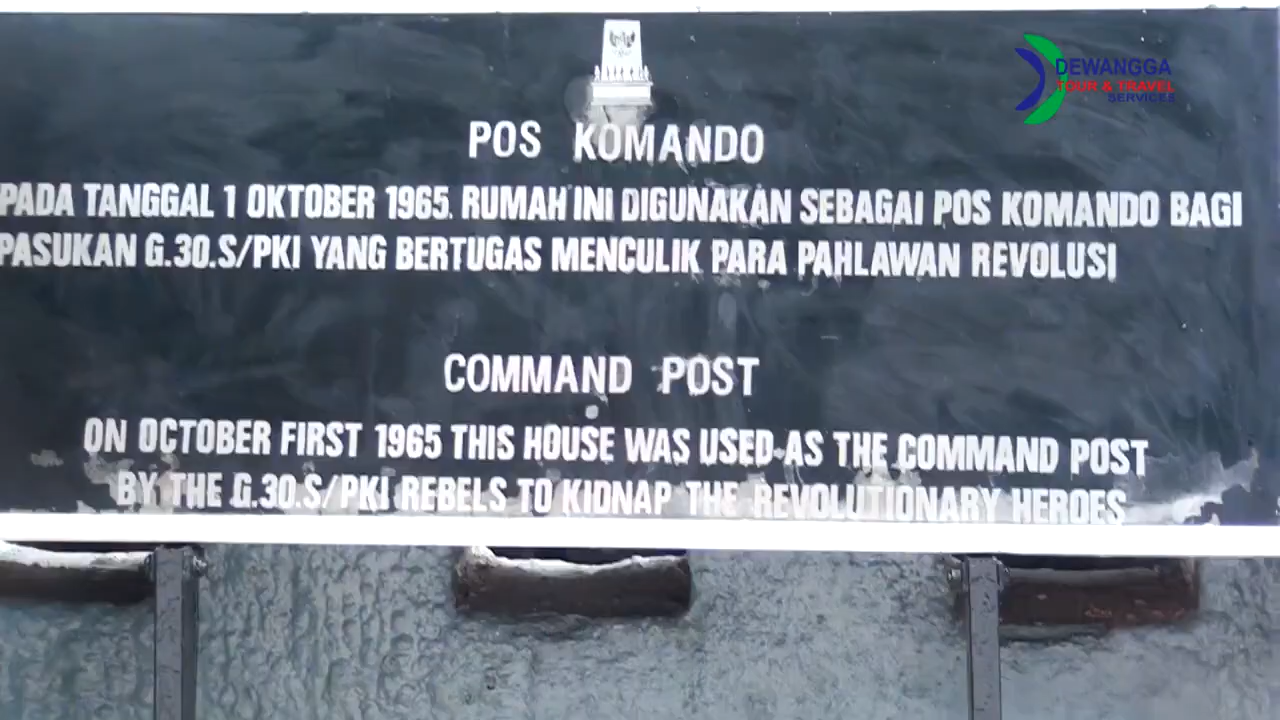 DEWANGGA
TOUR & TRAVEL
SERVICES
POS KOMANDO
PADA TANGGAL 1 OKTOBER 1965. RUMAH INI DIGUNAKAN SEBAGAI POS KOMANDO BAGI
PASUKAN G.30.S/PKI YANG BERTUGAS MENCULIK PARA PAHLAWAN REVOLUSI
COMMAND POST
ON OCTOBER FIRST 1965 THIS HOUSE WAS USED AS THE COMMAND POST
BY THE G.30.S/PKI REBELS TO KIDNAP THE REVOLUTIONARY HEROES